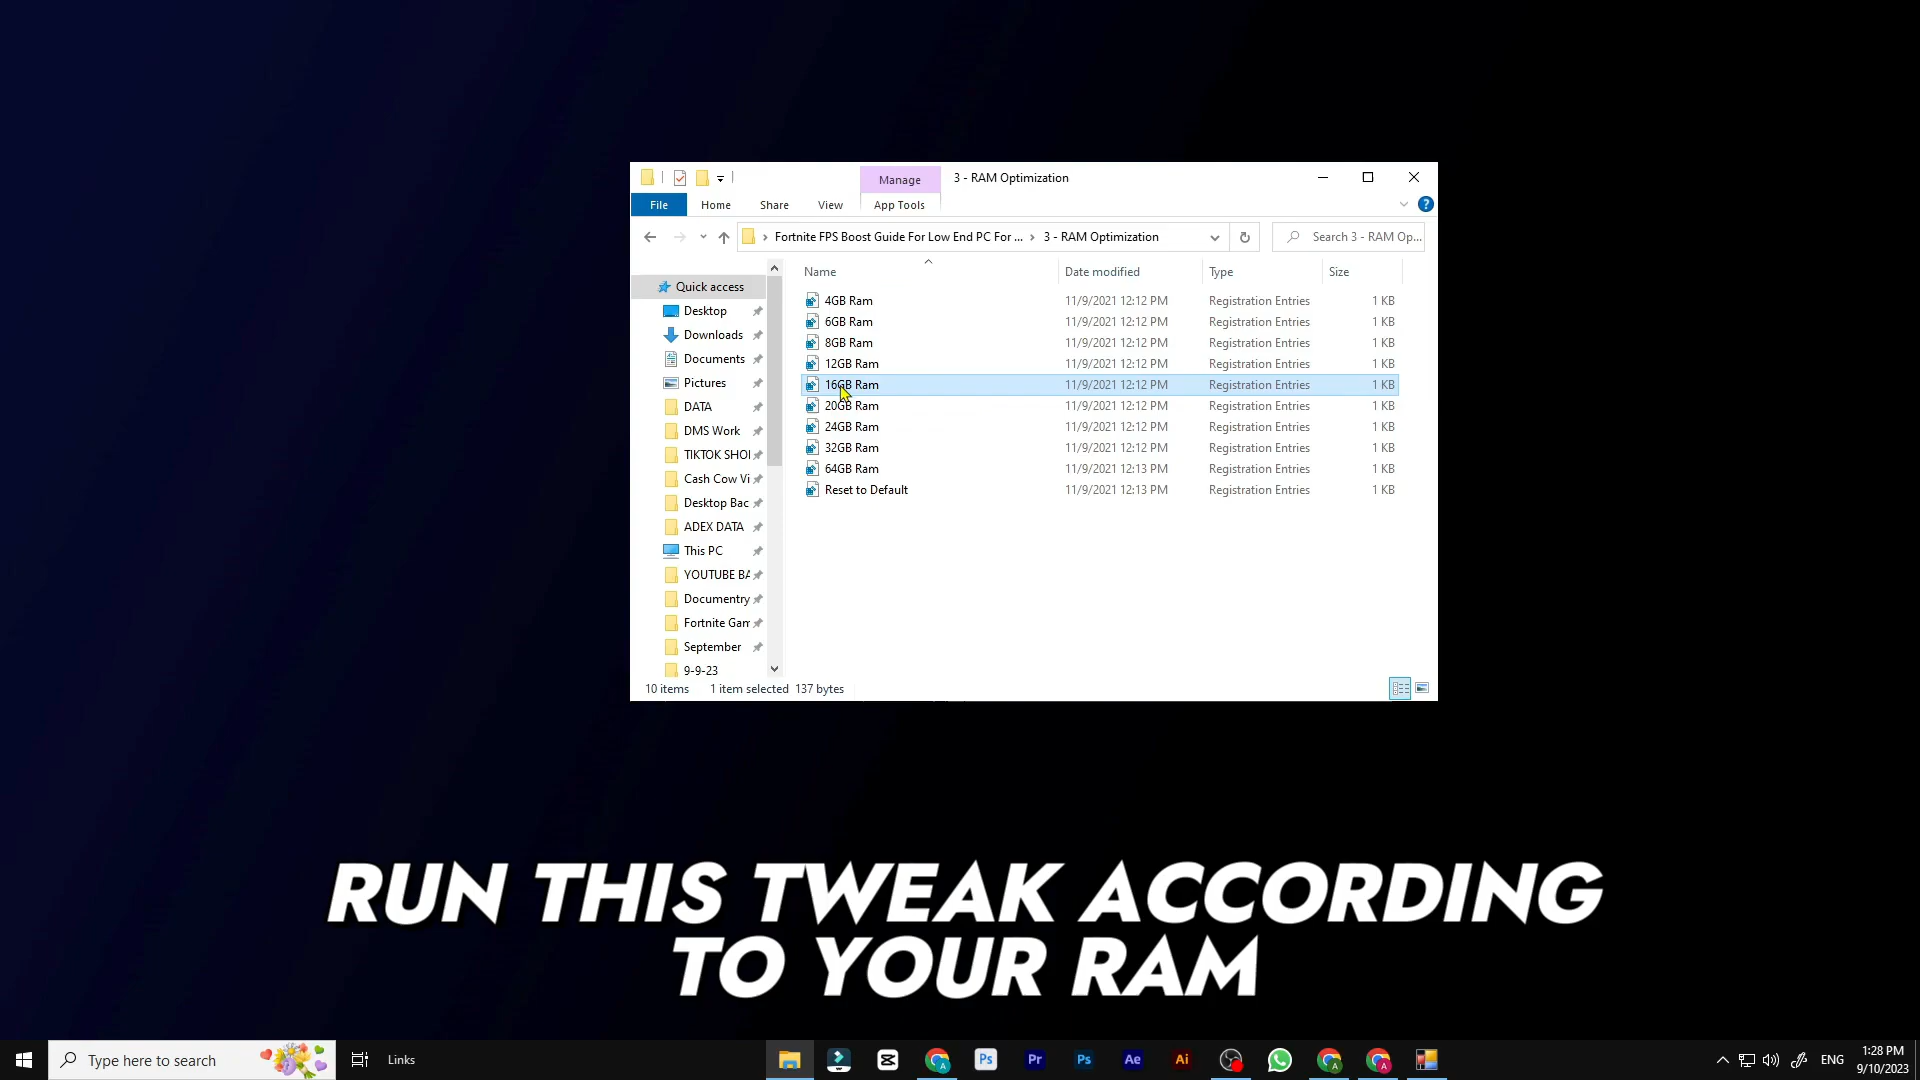 Manage
3 - RAM Optimization
File Home Share View App Tools
Fortnite FPS Boost Guide For Low End PC For ... 3 - RAM Optimization
Search 3 - RAM Op...
Name Date modified Type Size
Quick access
Desktop
Downloads
Documents
Pictures
DATA
DMS Work
TIKTOK SHOI
Cash Cow Vi
Desktop Bac
ADEX DATA
This PC
YOUTUBE BA
Documentry
Fortnite Gam
September
9-9-23
4GB Ram 11/9/2021 12:12 PM Registration Entries 1 KB
6GB Ram 11/9/2021 12:12 PM Registration Entries 1 KB
8GB Ram 11/9/2021 12:12 PM Registration Entries 1 KB
12GB Ram 11/9/2021 12:12 PM Registration Entries 1 KB
16GB Ram 11/9/2021 12:12 PM Registration Entries 1 KB
20GB Ram 11/9/2021 12:12 PM Registration Entries 1 KB
24GB Ram 11/9/2021 12:12 PM Registration Entries 1 KB
32GB Ram 11/9/2021 12:12 PM Registration Entries 1 KB
64GB Ram 11/9/2021 12:13 PM Registration Entries 1 KB
Reset to Default 11/9/2021 12:13 PM Registration Entries 1 KB
10 items 1 item selected 137 bytes
RUN THIS TWEAK ACCORDING
TO YOUR RAM
Type here to search
Links
Ps
Pr
Ps
Ae
Ai
ENG
1:28 PM
9/10/2023